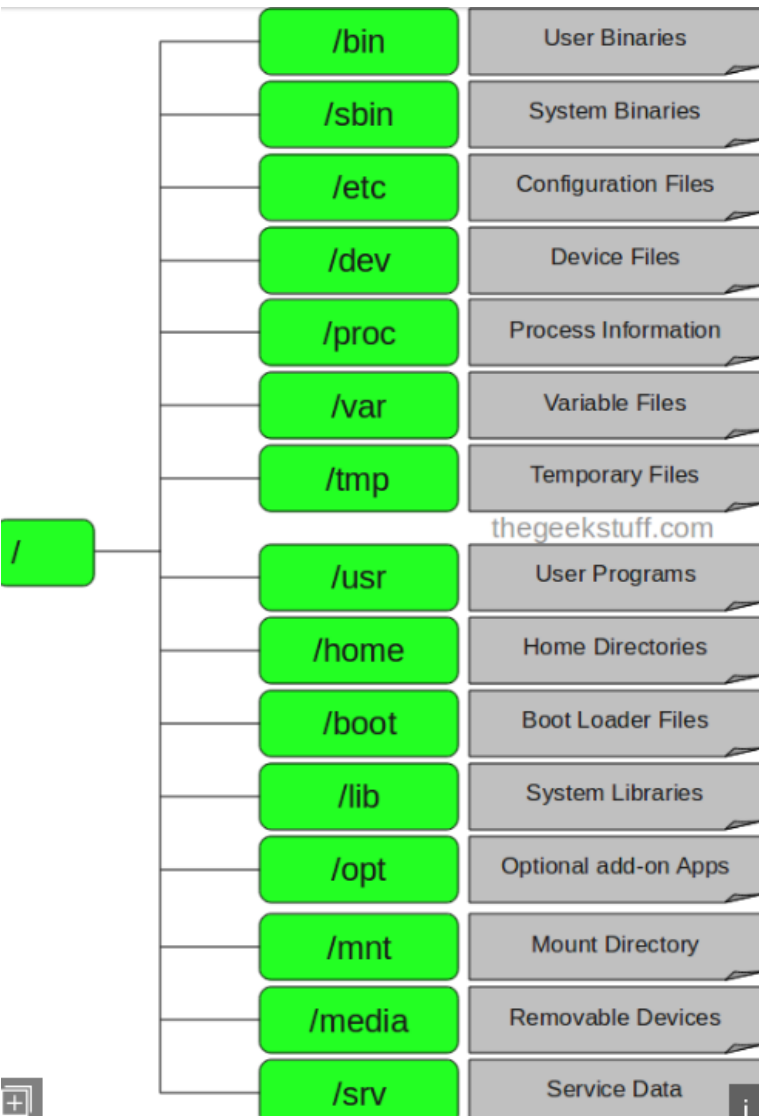 /bin User Binaries
/sbin System Binaries
/etc Configuration Files
/dev Device Files
/proc Process Information
/var Variable Files
/tmp Temporary Files
thegeekstuff.com
/
/usr User Programs
/home Home Directories
/boot Boot Loader Files
/lib System Libraries
/opt Optional add-on Apps
/mnt Mount Directory
/media Removable Devices
/srv Service Data
i